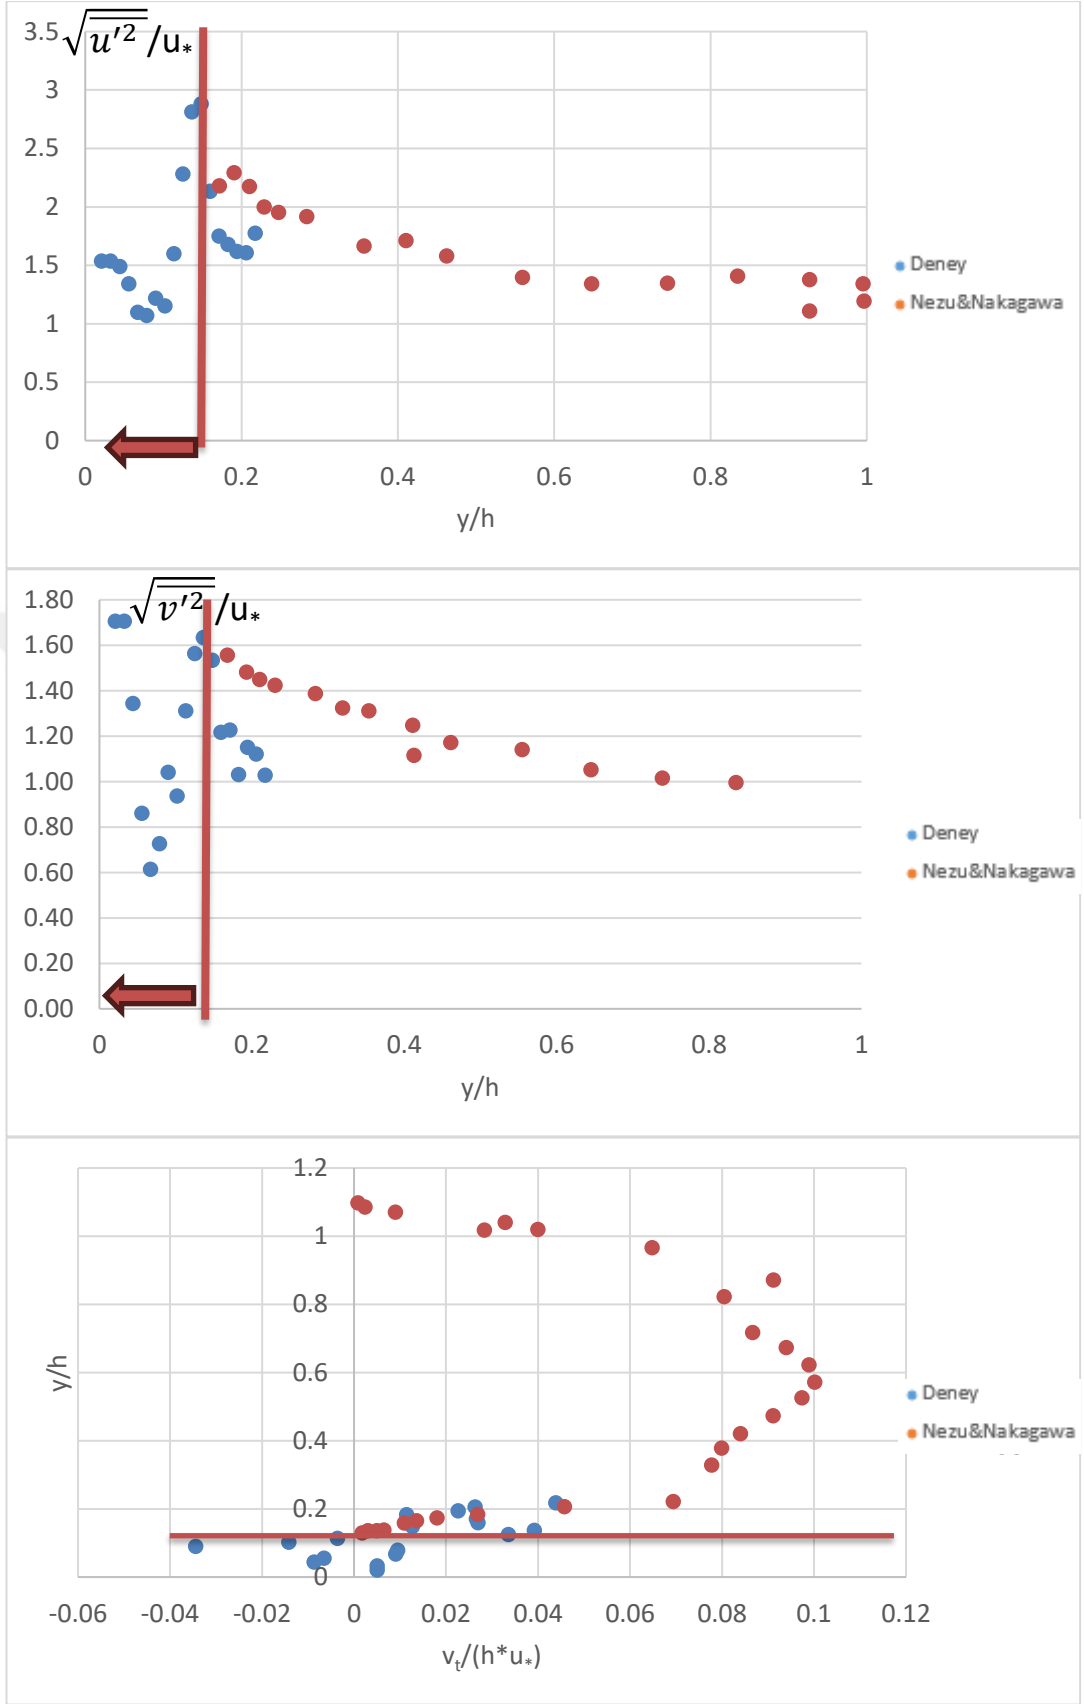 √u′² /u*
3.5
3
2.5
2
1.5
1
0.5
0
0 0.2 0.4 0.6 0.8 1
y/h
Deney
Nezu&Nakagawa
√v′² /u*
1.80
1.60
1.40
1.20
1.00
0.80
0.60
0.40
0.20
0.00
0 0.2 0.4 0.6 0.8 1
y/h
Deney
Nezu&Nakagawa
1.2
1
0.8
0.6
0.4
0.2
0
y/h
-0.06 -0.04 -0.02 0 0.02 0.04 0.06 0.08 0.1 0.12
vt/(h*u*)
Deney
Nezu&Nakagawa